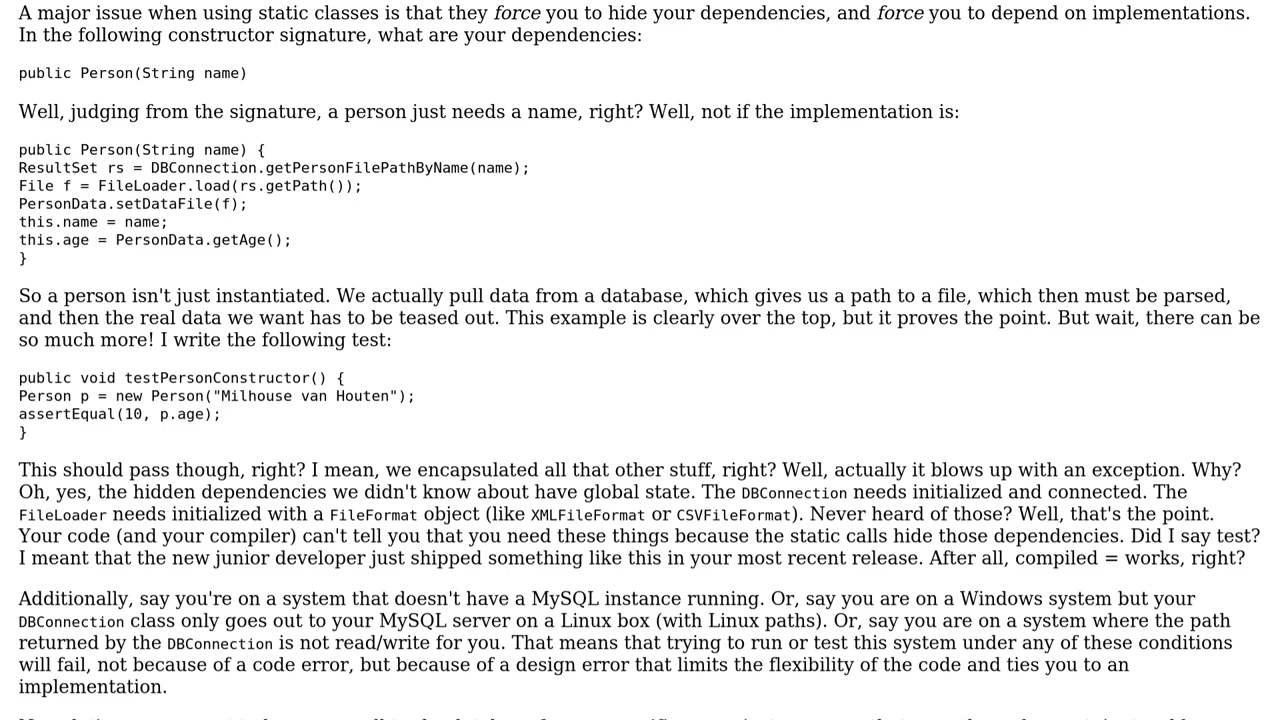 A major issue when using static classes is that they force you to hide your dependencies, and force you to depend on implementations.
In the following constructor signature, what are your dependencies:
public Person(String name)
Well, judging from the signature, a person just needs a name, right? Well, not if the implementation is:
public Person(String name) {
ResultSet rs = DBConnection.getPersonFilePathByName(name);
File f = FileLoader.load(rs.getPath());
PersonData.setDataFile(f);
this.name = name;
this.age = PersonData.getAge();
}
So a person isn't just instantiated. We actually pull data from a database, which gives us a path to a file, which then must be parsed,
and then the real data we want has to be teased out. This example is clearly over the top, but it proves the point. But wait, there can be
so much more! I write the following test:
public void testPersonConstructor() {
Person p = new Person("Milhouse van Houten");
assertEqual(10, p.age);
}
This should pass though, right? I mean, we encapsulated all that other stuff, right? Well, actually it blows up with an exception. Why?
Oh, yes, the hidden dependencies we didn't know about have global state. The DBConnection needs initialized and connected. The
FileLoader needs initialized with a FileFormat object (like XMLFileFormat or CSVFileFormat). Never heard of those? Well, that's the point.
Your code (and your compiler) can't tell you that you need these things because the static calls hide those dependencies. Did I say test?
I meant that the new junior developer just shipped something like this in your most recent release. After all, compiled = works, right?
Additionally, say you're on a system that doesn't have a MySQL instance running. Or, say you are on a Windows system but your
DBConnection class only goes out to your MySQL server on a Linux box (with Linux paths). Or, say you are on a system where the path
returned by the DBConnection is not read/write for you. That means that trying to run or test this system under any of these conditions
will fail, not because of a code error, but because of a design error that limits the flexibility of the code and ties you to an
implementation.